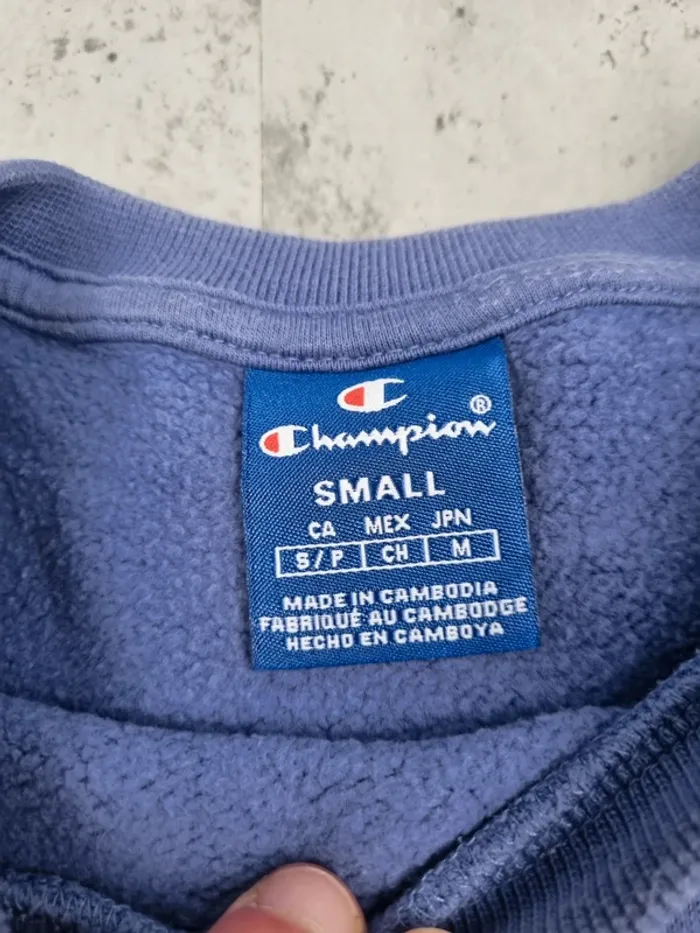 Champion®
SMALL
CA MEX JPN
S/P CH M
MADE IN CAMBODIA
FABRIQUÉ AU CAMBODGE
HECHO EN CAMBOYA